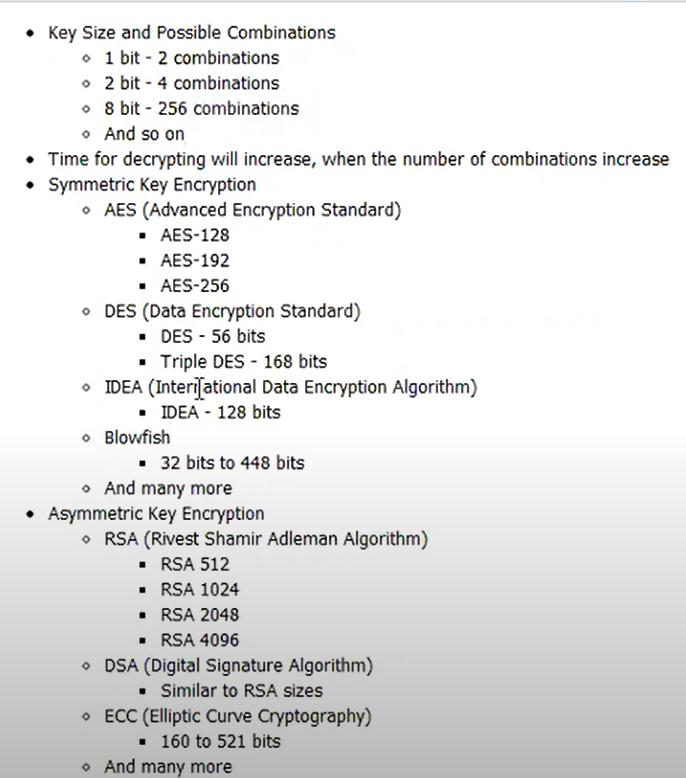 Key Size and Possible Combinations
1 bit - 2 combinations
2 bit - 4 combinations
8 bit - 256 combinations
And so on
Time for decrypting will increase, when the number of combinations increase
Symmetric Key Encryption
AES (Advanced Encryption Standard)
AES-128
AES-192
AES-256
DES (Data Encryption Standard)
DES - 56 bits
Triple DES - 168 bits
IDEA (International Data Encryption Algorithm)
IDEA - 128 bits
Blowfish
32 bits to 448 bits
And many more
Asymmetric Key Encryption
RSA (Rivest Shamir Adleman Algorithm)
RSA 512
RSA 1024
RSA 2048
RSA 4096
DSA (Digital Signature Algorithm)
Similar to RSA sizes
ECC (Elliptic Curve Cryptography)
160 to 521 bits
And many more